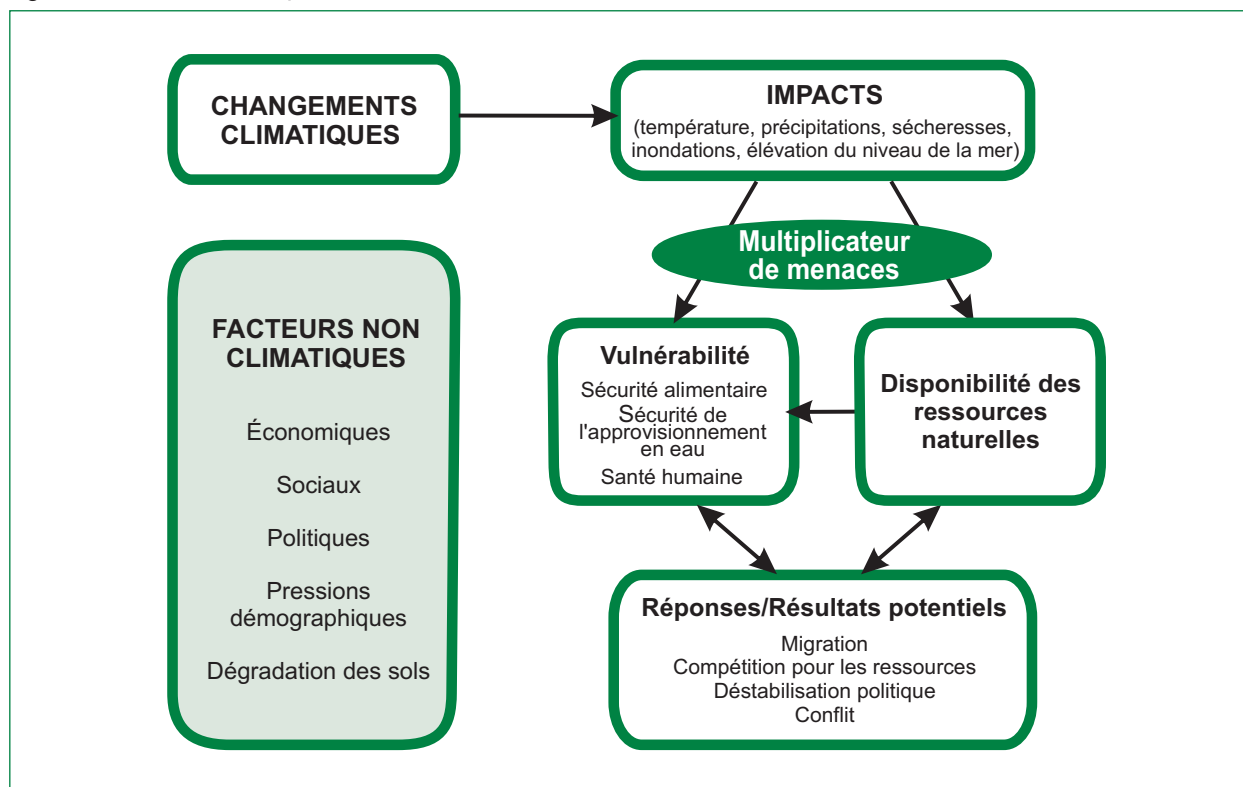 CHANGEMENTS
CLIMATIQUES
IMPACTS
(température, précipitations, sécheresses,
inondations, élévation du niveau de la mer)
Multiplicateur
de menaces
FACTEURS NON
CLIMATIQUES
Économiques
Sociaux
Politiques
Pressions
démographiques
Dégradation des sols
Vulnérabilité
Sécurité alimentaire
Sécurité de
l'approvisionnement
en eau
Santé humaine
Disponibilité des
ressources
naturelles
Réponses/Résultats potentiels
Migration
Compétition pour les ressources
Déstabilisation politique
Conflit